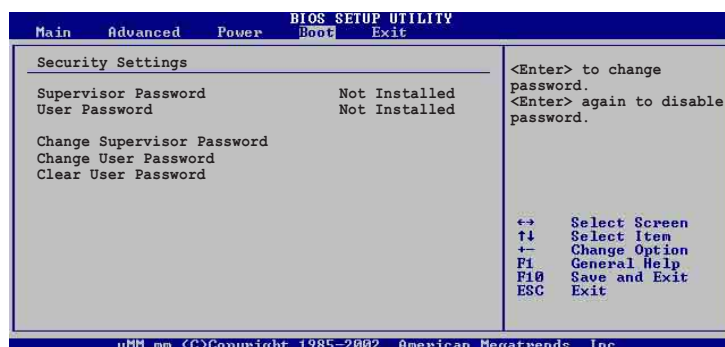 BIOS SETUP UTILITY
Main Advanced Power Boot Exit
Security Settings
Supervisor Password Not Installed
User Password Not Installed
Change Supervisor Password
Change User Password
Clear User Password
<Enter> to change
password.
<Enter> again to disable
password.
↔ Select Screen
↑↓ Select Item
+- Change Option
F1 General Help
F10 Save and Exit
ESC Exit
(C)Copyright 1985-2002, American Megatrends, Inc.